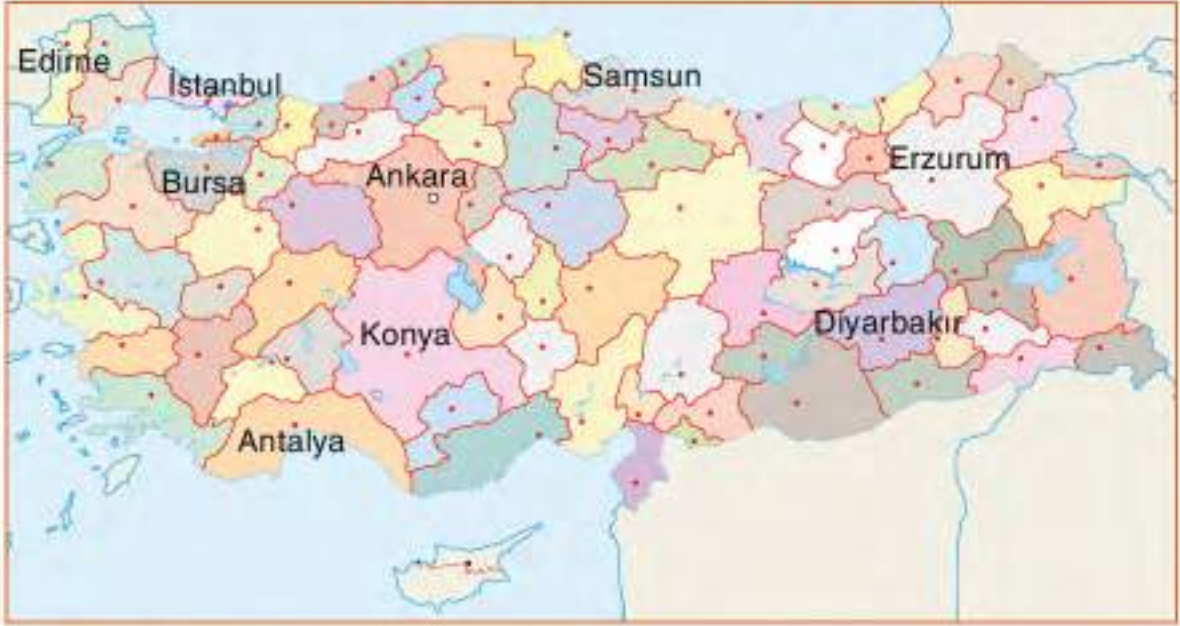 Edirne
İstanbul
Samsun
Bursa
Ankara
Erzurum
Konya
Diyarbakır
Antalya